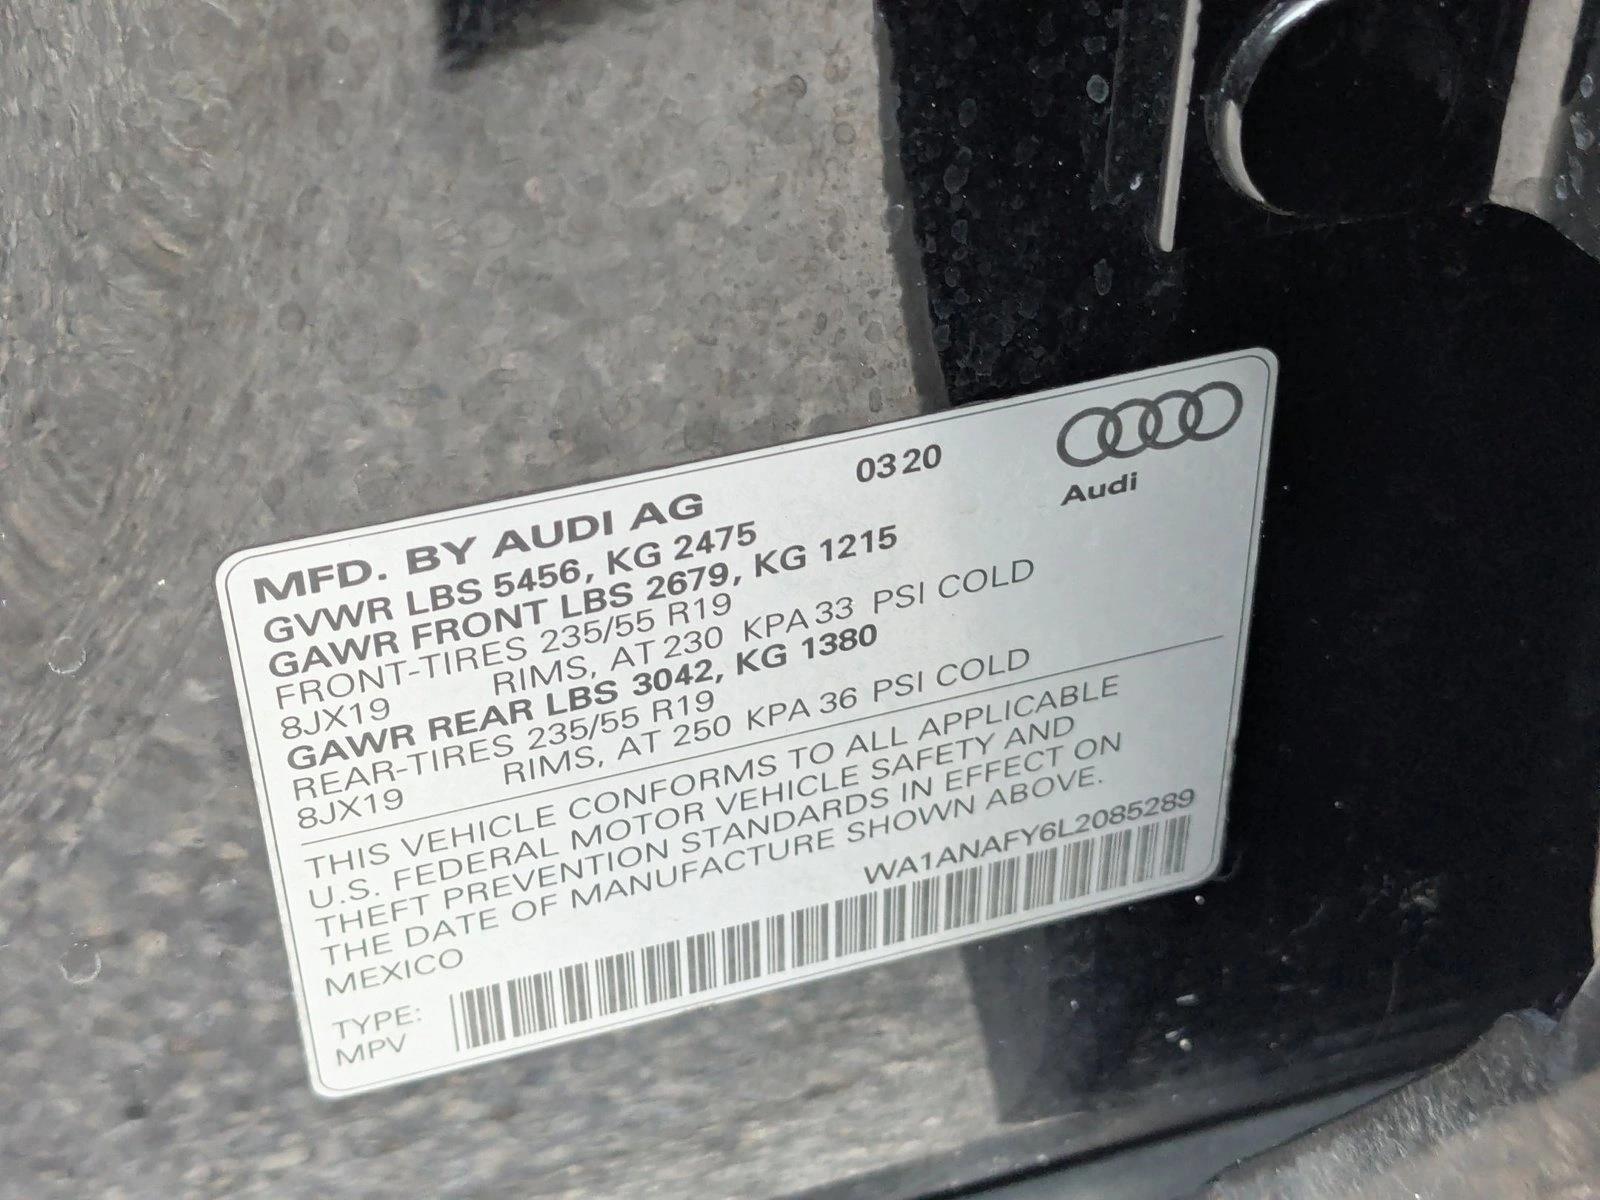 MFD. BY AUDI AG 0320
Audi
GVWR LBS 5456, KG 2475
GAWR FRONT LBS 2679, KG 1215
FRONT-TIRES 235/55 R19
8JX19 RIMS, AT 230 KPA 33 PSI COLD
GAWR REAR LBS 3042, KG 1380
REAR-TIRES 235/55 R19
8JX19 RIMS, AT 250 KPA 36 PSI COLD
THIS VEHICLE CONFORMS TO ALL APPLICABLE
U.S. FEDERAL MOTOR VEHICLE SAFETY AND
THEFT PREVENTION STANDARDS IN EFFECT ON
THE DATE OF MANUFACTURE SHOWN ABOVE.
MEXICO WA1ANAFY6L2085289
TYPE:
MPV